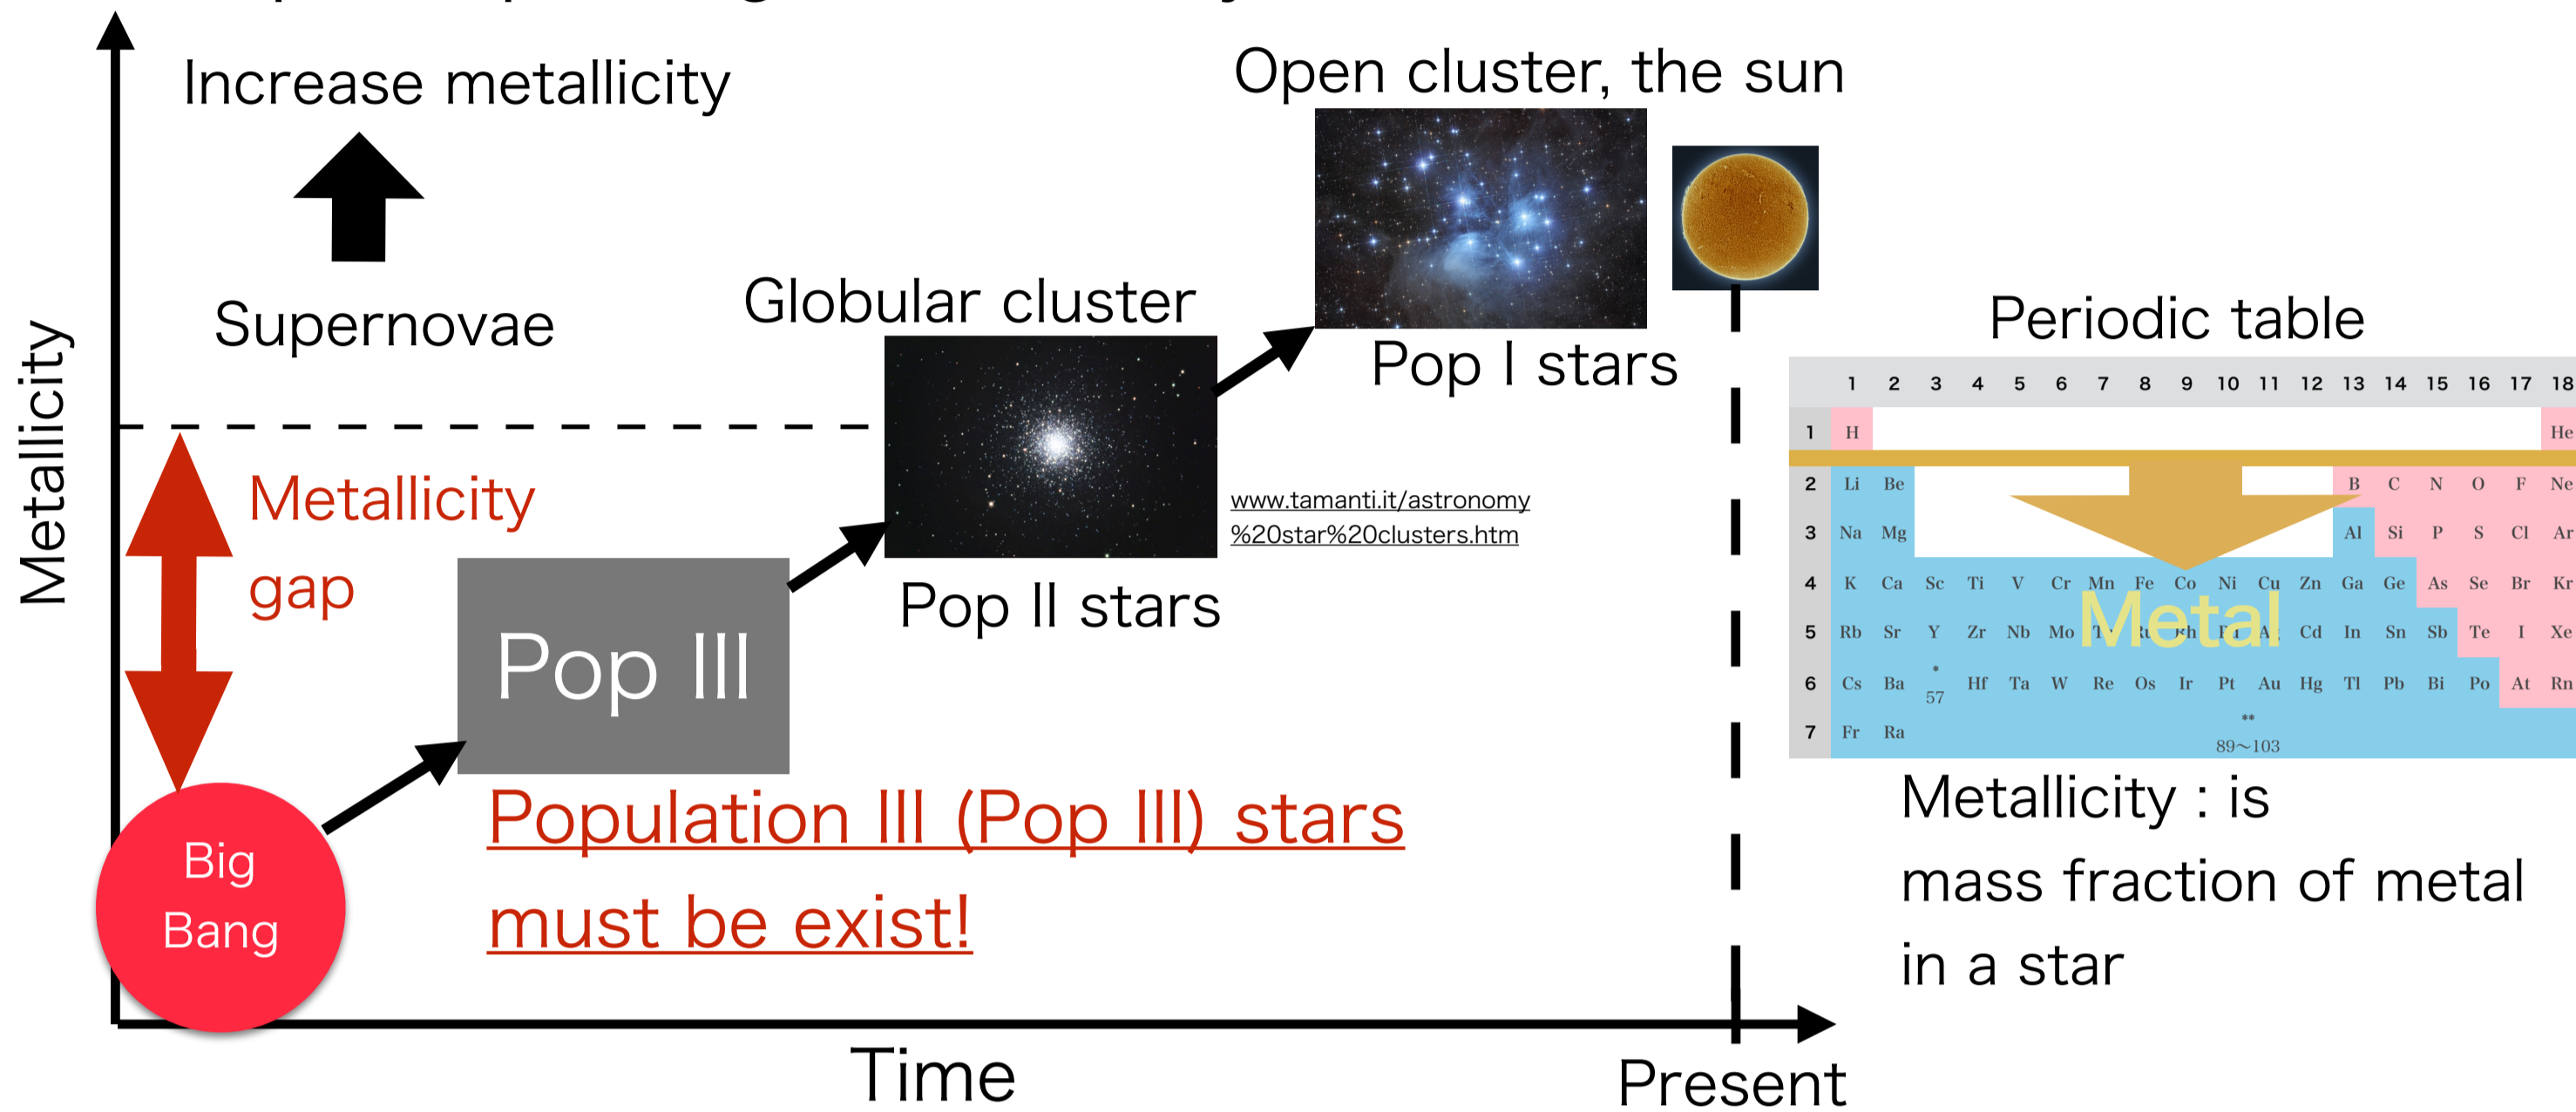 Increase metallicity
Open cluster, the sun
Supernovae
Globular cluster
Pop I stars
Metallicity
Metallicity
gap
www.tamanti.it/astronomy
%20star%20clusters.htm
Pop II stars
Pop III
Population III (Pop III) stars
must be exist!
Big
Bang
Time
Present
Periodic table
1 2 3 4 5 6 7 8 9 10 11 12 13 14 15 16 17 18
1 H He
2 Li Be B C N O F Ne
3 Na Mg Al Si P S Cl Ar
4 K Ca Sc Ti V Cr Mn Fe Co Ni Cu Zn Ga Ge As Se Br Kr
Metal
5 Rb Sr Y Zr Nb Mo Cd In Sn Sb Te I Xe
6 Cs Ba * 57 Hf Ta W Re Os Ir Pt Au Hg Tl Pb Bi Po At Rn
7 Fr Ra ** 89~103
Metallicity : is
mass fraction of metal
in a star